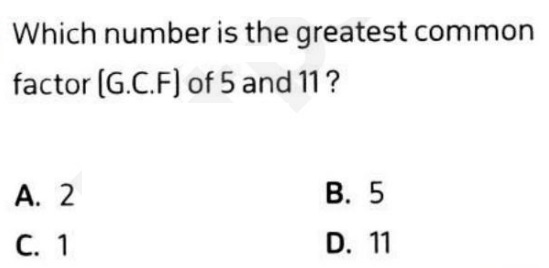 Which number is the greatest common
factor (G.C.F) of 5 and 11 ?
A. 2 B. 5
C. 1 D. 11